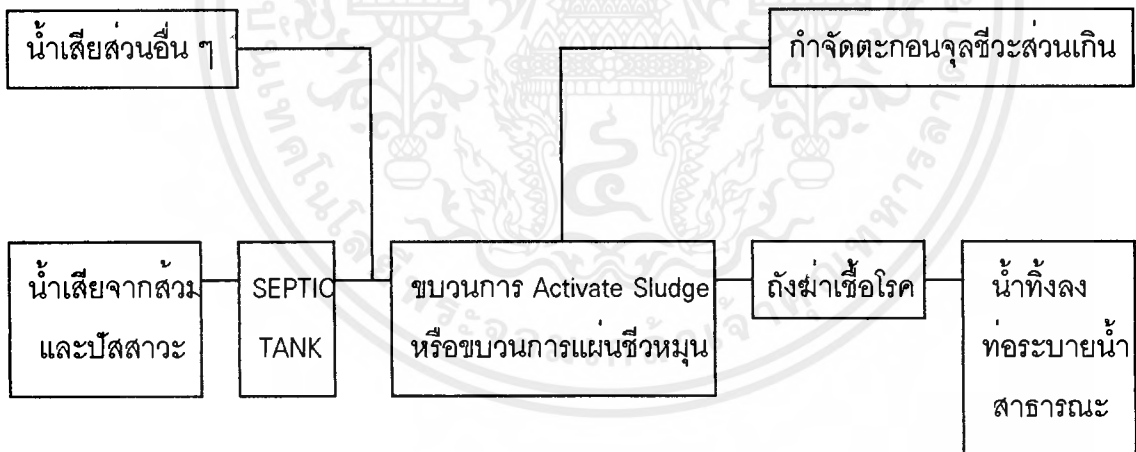 น้ำเสียส่วนอื่น ๆ
กำจัดตะกอนจุลชีวะส่วนเกิน
น้ำเสียจากส้วม
และปัสสาวะ
SEPTIC
TANK
ขบวนการ Activate Sludge
หรือขบวนการแผ่นชีวหมุน
ถังฆ่าเชื้อโรค
น้ำทิ้งลง
ท่อระบายน้ำ
สาธารณะ